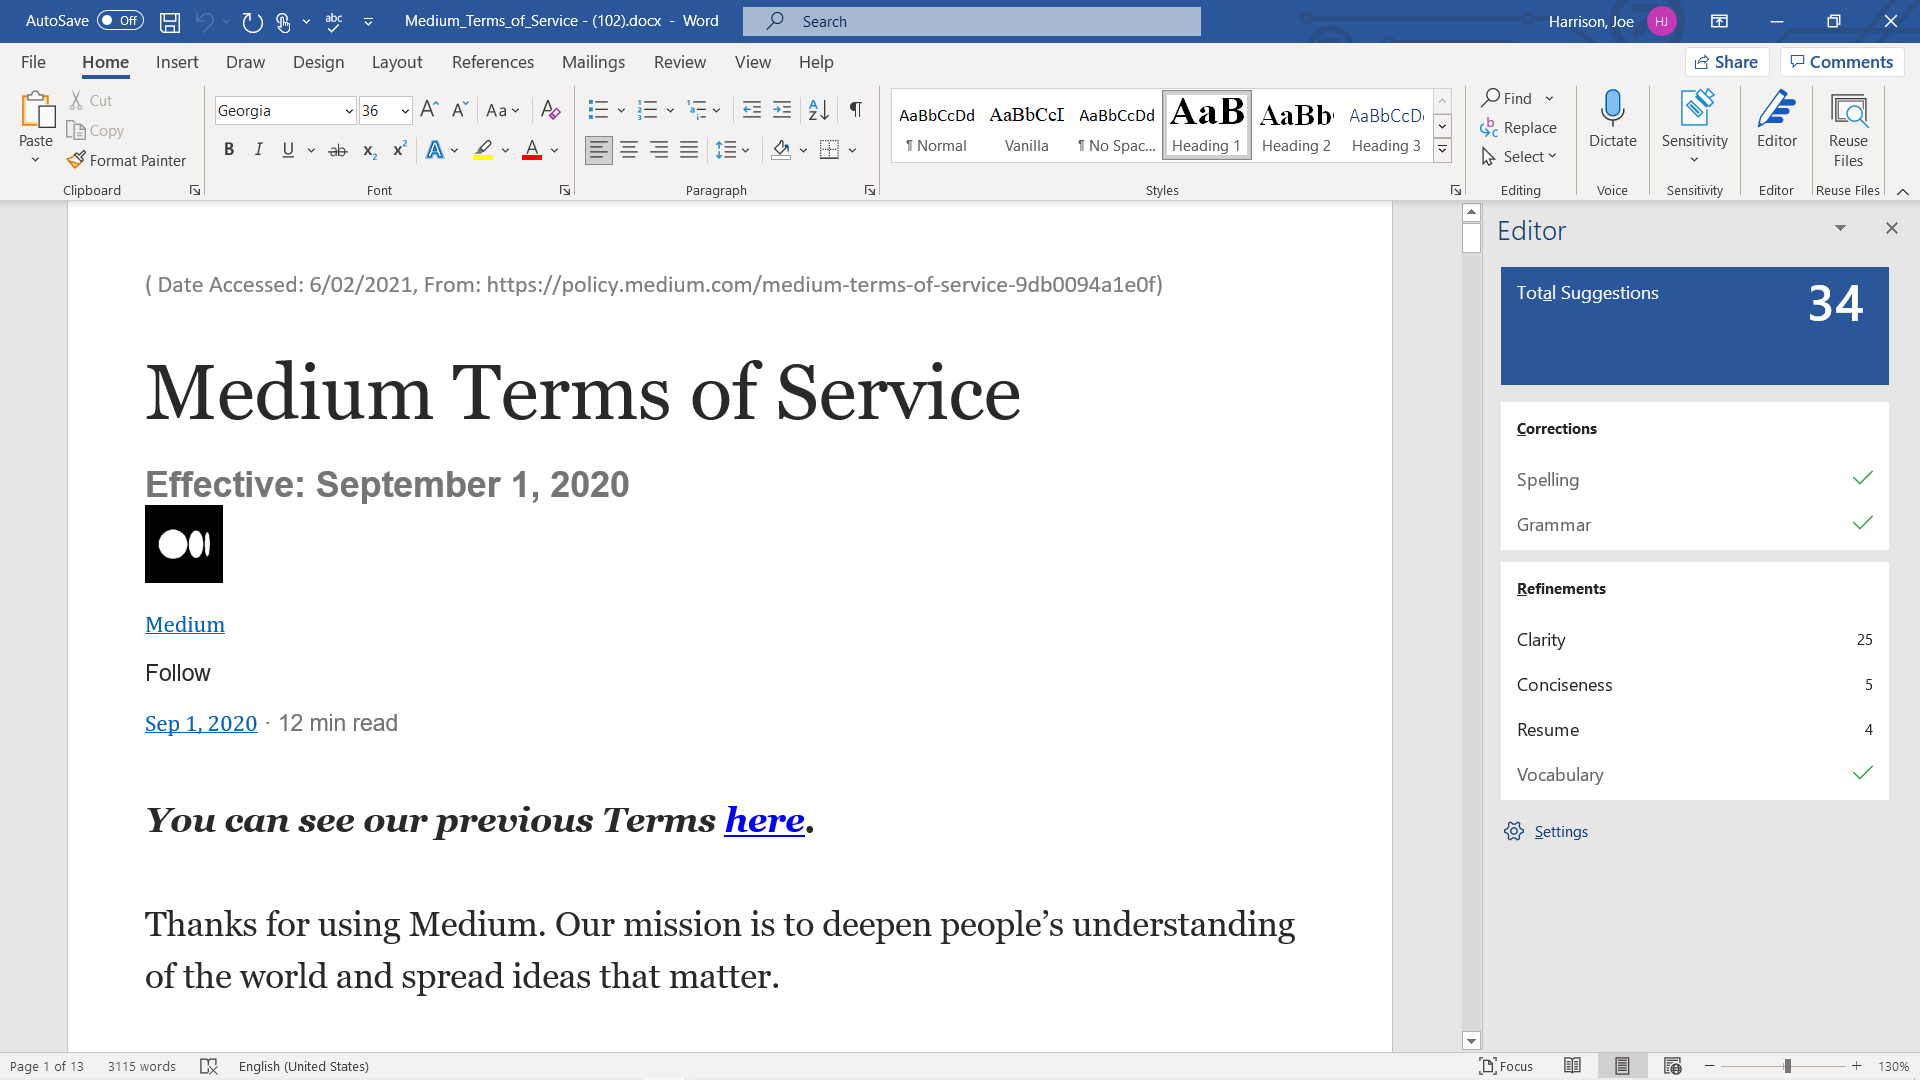 AutoSave Off Medium_Terms_of_Service - (102).docx - Word Search Harrison, Joe HJ
File Home Insert Draw Design Layout References Mailings Review View Help Share Comments
Paste Cut Copy Format Painter Clipboard
Georgia 36 Font
Paragraph
AaBbCcDd ¶ Normal
AaBbCcI Vanilla
AaBbCcDd ¶ No Spac...
AaB Heading 1
AaBb Heading 2
AaBbCcD Heading 3
Styles
Find
Replace
Select
Editing
Dictate
Voice
Sensitivity
Sensitivity
Editor
Editor
Reuse Files
Reuse Files
( Date Accessed: 6/02/2021, From: https://policy.medium.com/medium-terms-of-service-9db0094a1e0f)
Medium Terms of Service
Effective: September 1, 2020
Medium
Follow
Sep 1, 2020 · 12 min read
You can see our previous Terms here.
Thanks for using Medium. Our mission is to deepen people’s understanding
of the world and spread ideas that matter.
Editor
Total Suggestions 34
Corrections
Spelling
Grammar
Refinements
Clarity 25
Conciseness 5
Resume 4
Vocabulary
Settings
Page 1 of 13 3115 words English (United States) Focus 130%